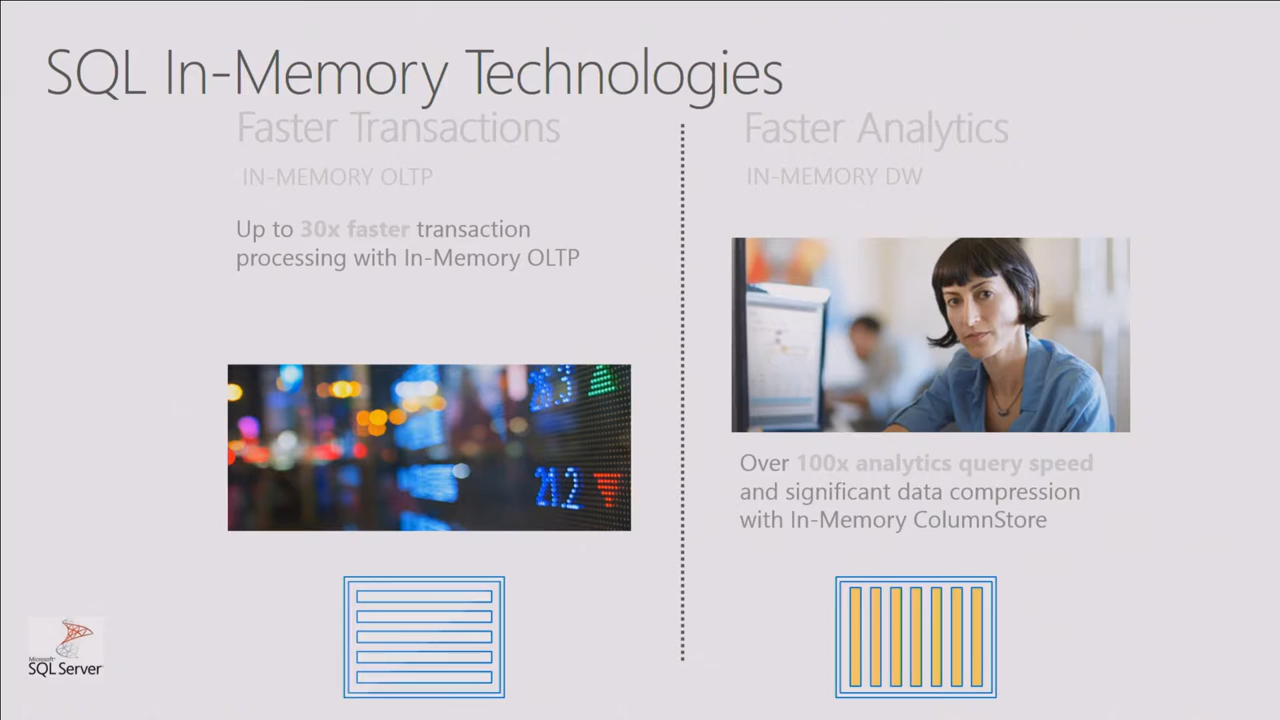 SQL In-Memory Technologies
Faster Transactions
IN-MEMORY OLTP
Up to 30x faster transaction
processing with In-Memory OLTP
Faster Analytics
IN-MEMORY DW
Over 100x analytics query speed
and significant data compression
with In-Memory ColumnStore
212
Microsoft
SQL Server